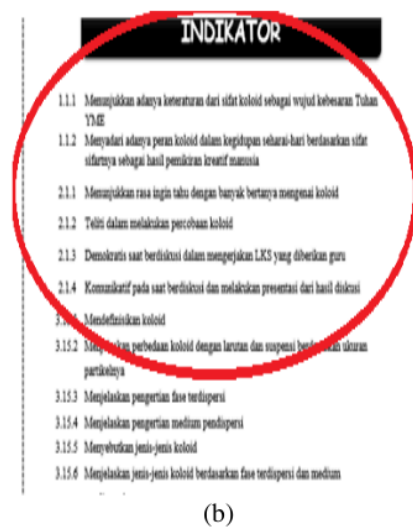 INDIKATOR
1.1.1 Menunjukkan adanya keteraturan dari sifat koloid sebagai wujud kebesaran Tuhan
YME
1.1.2 Menyadari adanya peran koloid dalam kegidupan seharai-hari berdasarkan sifat
sifatnya sebagai hasil pemikiran kreatif manusia
2.1.1 Menunjukkan rasa ingin tahu dengan banyak bertanya mengenai koloid
2.1.2 Teliti dalam melakukan percobaan koloid
2.1.3 Demokratis saat berdiskusi dalam mengerjakan LKS yang diberikan guru
2.1.4 Komunikatif pada saat berdiskusi dan melakukan presentasi dari hasil diskusi
Mendefinisikan koloid
3.15.2 perbedaan koloid dengan larutan dan suspensi ukuran
partikelnya
3.15.3 Menjelaskan pengertian fase terdispersi
3.15.4 Menjelaskan pengertian medium pendispersi
3.15.5 Menyebutkan jenis-jenis koloid
3.15.6 Menjelaskan jenis-jenis koloid berdasarkan fase terdispersi dan medium
(b)